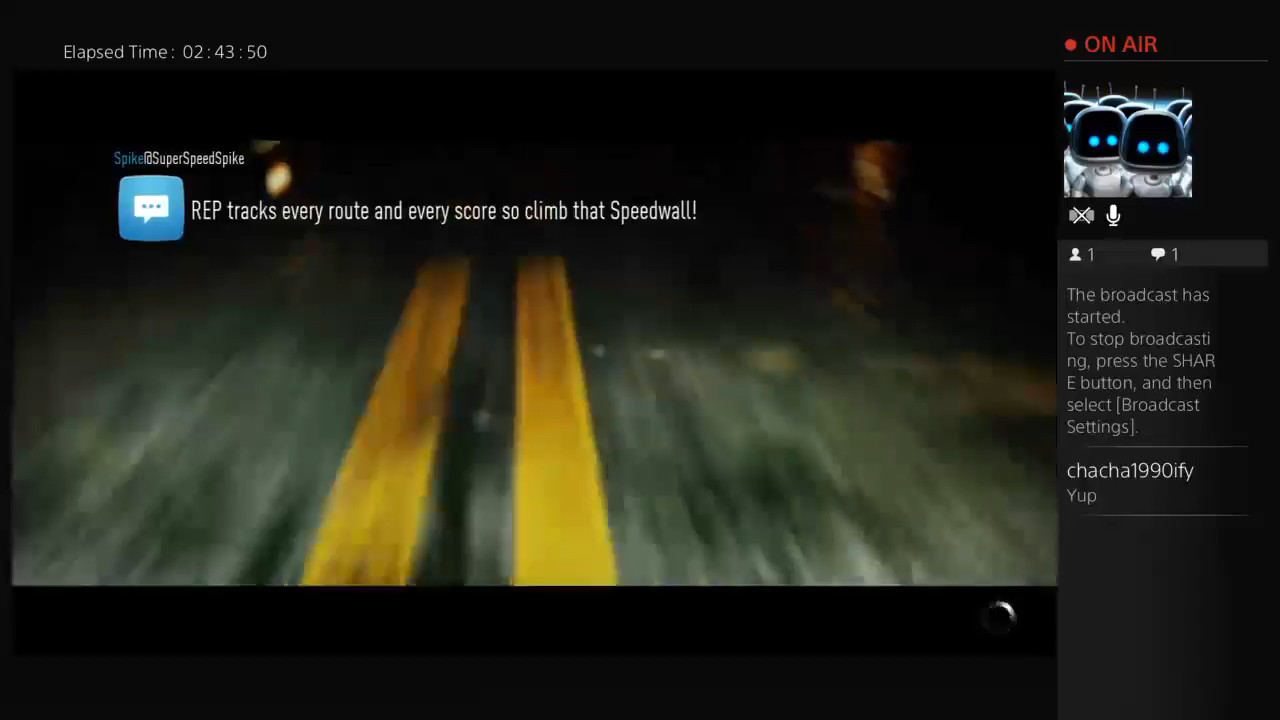 Elapsed Time: 02:43:50
ON AIR
Spike@SuperSpeedSpike
REP tracks every route and every score so climb that Speedwall!
1 1
The broadcast has
started.
To stop broadcasti
ng, press the SHAR
E button, and then
select [Broadcast
Settings].
chacha1990ify
Yup